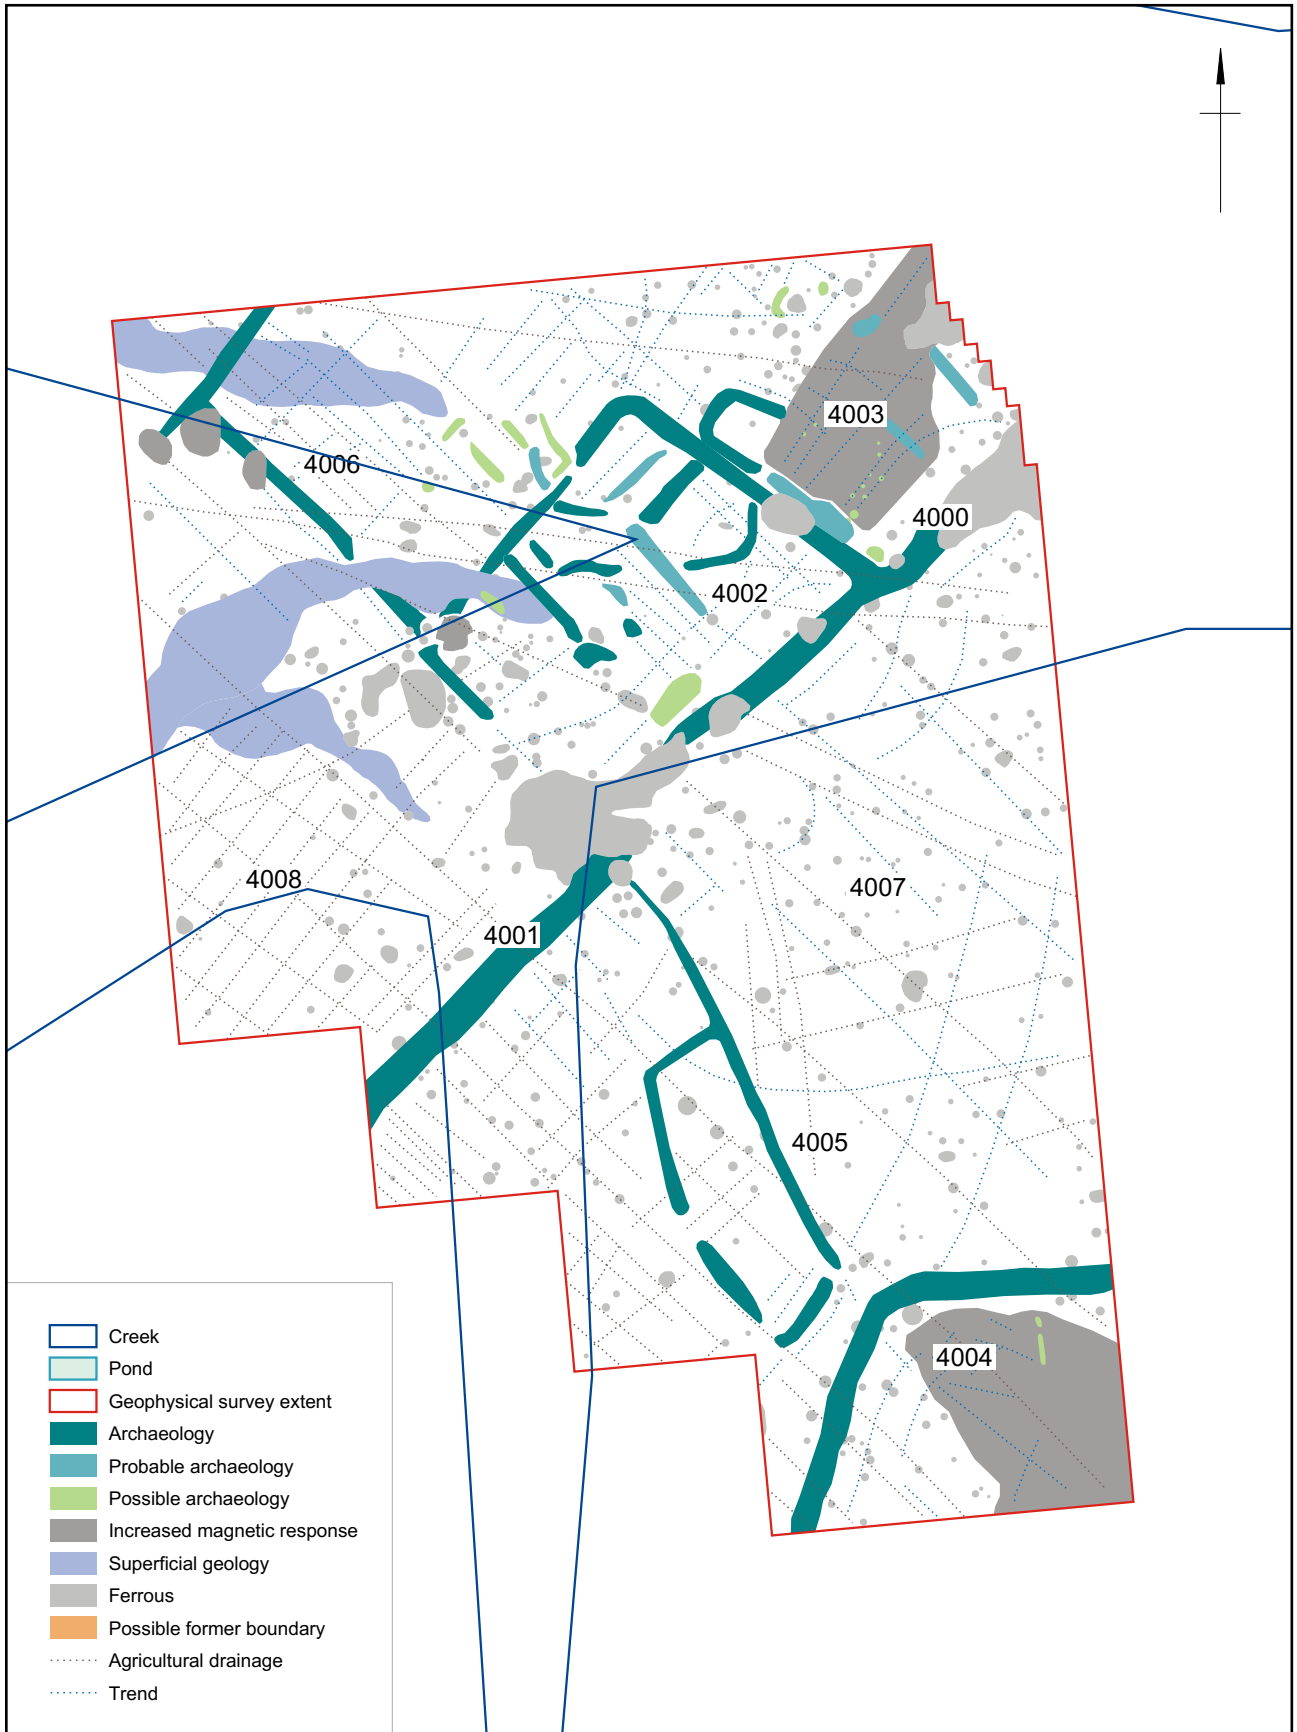 4003
4006
4000
4002
4008
4007
4001
4005
4004
Creek
Pond
Geophysical survey extent
Archaeology
Probable archaeology
Possible archaeology
Increased magnetic response
Superficial geology
Ferrous
Possible former boundary
Agricultural drainage
Trend